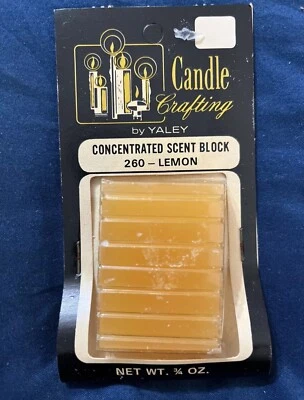 Candle
Crafting
by YALEY
CONCENTRATED SCENT BLOCK
260 – LEMON
NET WT. ¾ OZ.